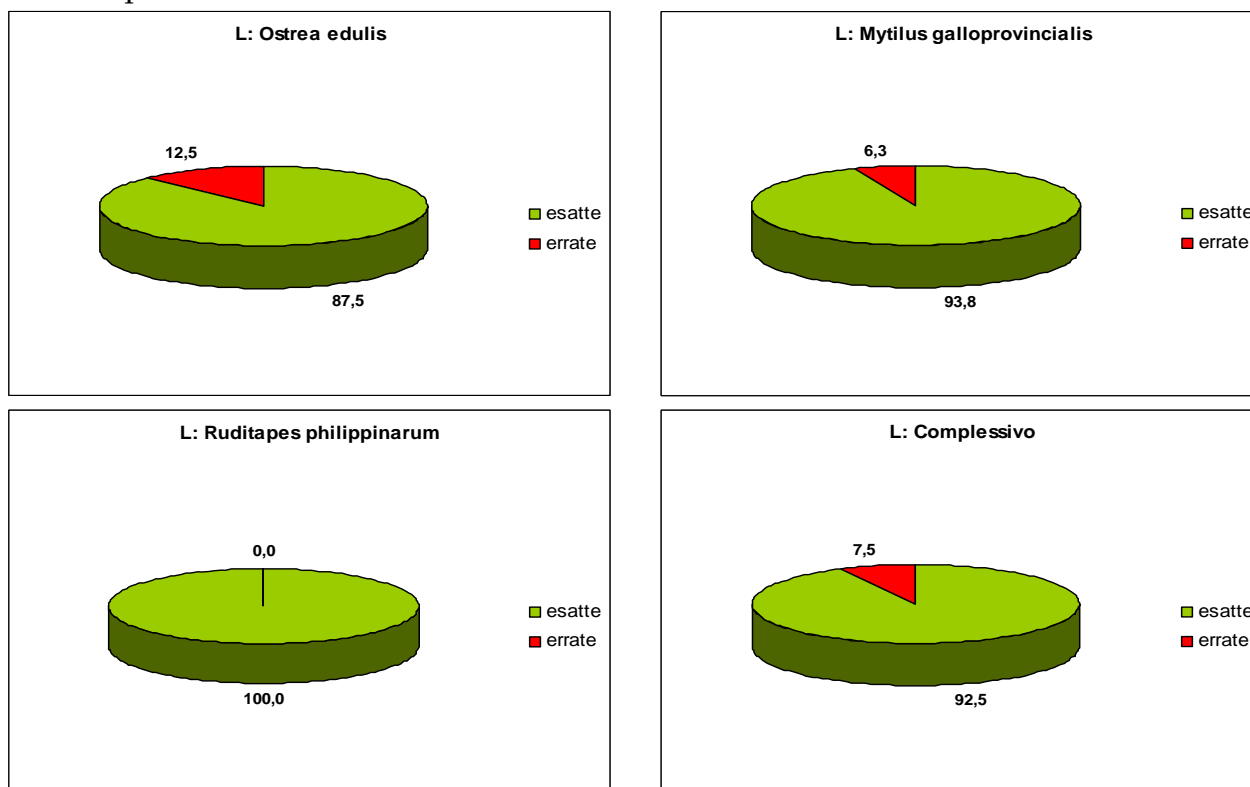 L: Ostrea edulis
12,5
87,5
esatte
errate
L: Mytilus galloprovincialis
6,3
93,8
esatte
errate
L: Ruditapes philippinarum
0,0
100,0
esatte
errate
L: Complessivo
7,5
92,5
esatte
errate